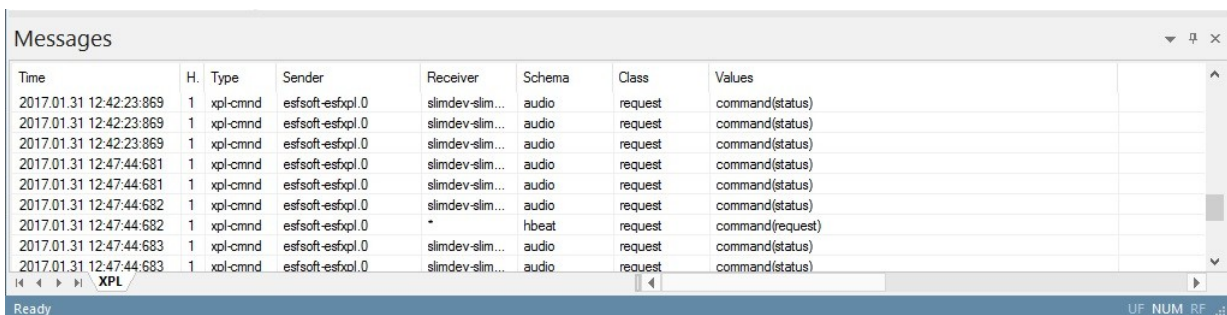 Messages
Time H. Type Sender Receiver Schema Class Values
2017.01.31 12:42:23:869 1 xpl-cmnd esfsoft-esfxpl.0 slimdev-slim... audio request command(status)
2017.01.31 12:42:23:869 1 xpl-cmnd esfsoft-esfxpl.0 slimdev-slim... audio request command(status)
2017.01.31 12:42:23:869 1 xpl-cmnd esfsoft-esfxpl.0 slimdev-slim... audio request command(status)
2017.01.31 12:47:44:681 1 xpl-cmnd esfsoft-esfxpl.0 slimdev-slim... audio request command(status)
2017.01.31 12:47:44:681 1 xpl-cmnd esfsoft-esfxpl.0 slimdev-slim... audio request command(status)
2017.01.31 12:47:44:682 1 xpl-cmnd esfsoft-esfxpl.0 slimdev-slim... audio request command(status)
2017.01.31 12:47:44:682 1 xpl-cmnd esfsoft-esfxpl.0 * hbeat request command(request)
2017.01.31 12:47:44:683 1 xpl-cmnd esfsoft-esfxpl.0 slimdev-slim... audio request command(status)
2017.01.31 12:47:44:683 1 xpl-cmnd esfsoft-esfxpl.0 slimdev-slim... audio request command(status)
XPL
Ready UF NUM RF